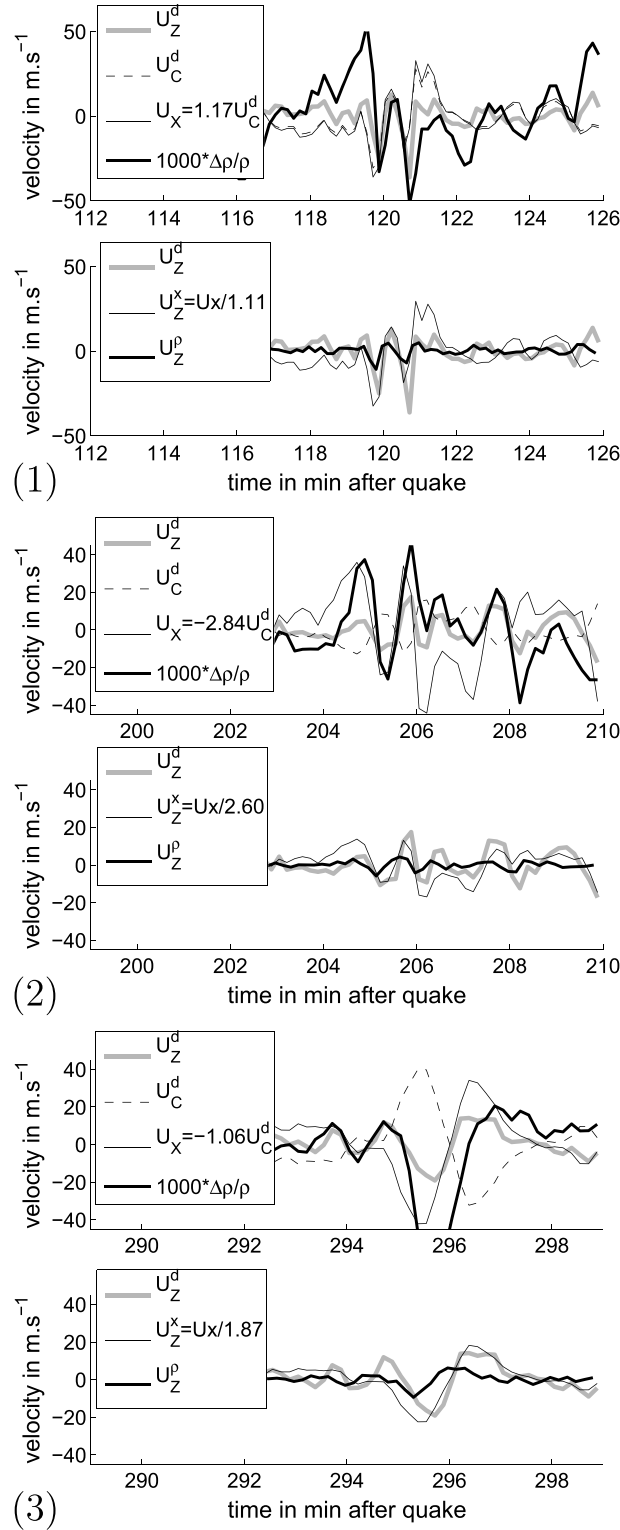 velocity in m.s⁻¹
50
0
−50
U_Z^d
U_C^d
U_X=1.17U_C^d
1000*Δρ/ρ
112 114 116 118 120 122 124 126
velocity in m.s⁻¹
50
0
−50
U_Z^d
U_Z^x=Ux/1.11
U_Z^ρ
112 114 116 118 120 122 124 126
time in min after quake
(1)
velocity in m.s⁻¹
40
20
0
−20
−40
U_Z^d
U_C^d
U_X=−2.84U_C^d
1000*Δρ/ρ
200 202 204 206 208 210
velocity in m.s⁻¹
40
20
0
−20
−40
U_Z^d
U_Z^x=Ux/2.60
U_Z^ρ
200 202 204 206 208 210
time in min after quake
(2)
velocity in m.s⁻¹
40
20
0
−20
−40
U_Z^d
U_C^d
U_X=−1.06U_C^d
1000*Δρ/ρ
290 292 294 296 298
velocity in m.s⁻¹
40
20
0
−20
−40
U_Z^d
U_Z^x=Ux/1.87
U_Z^ρ
290 292 294 296 298
time in min after quake
(3)